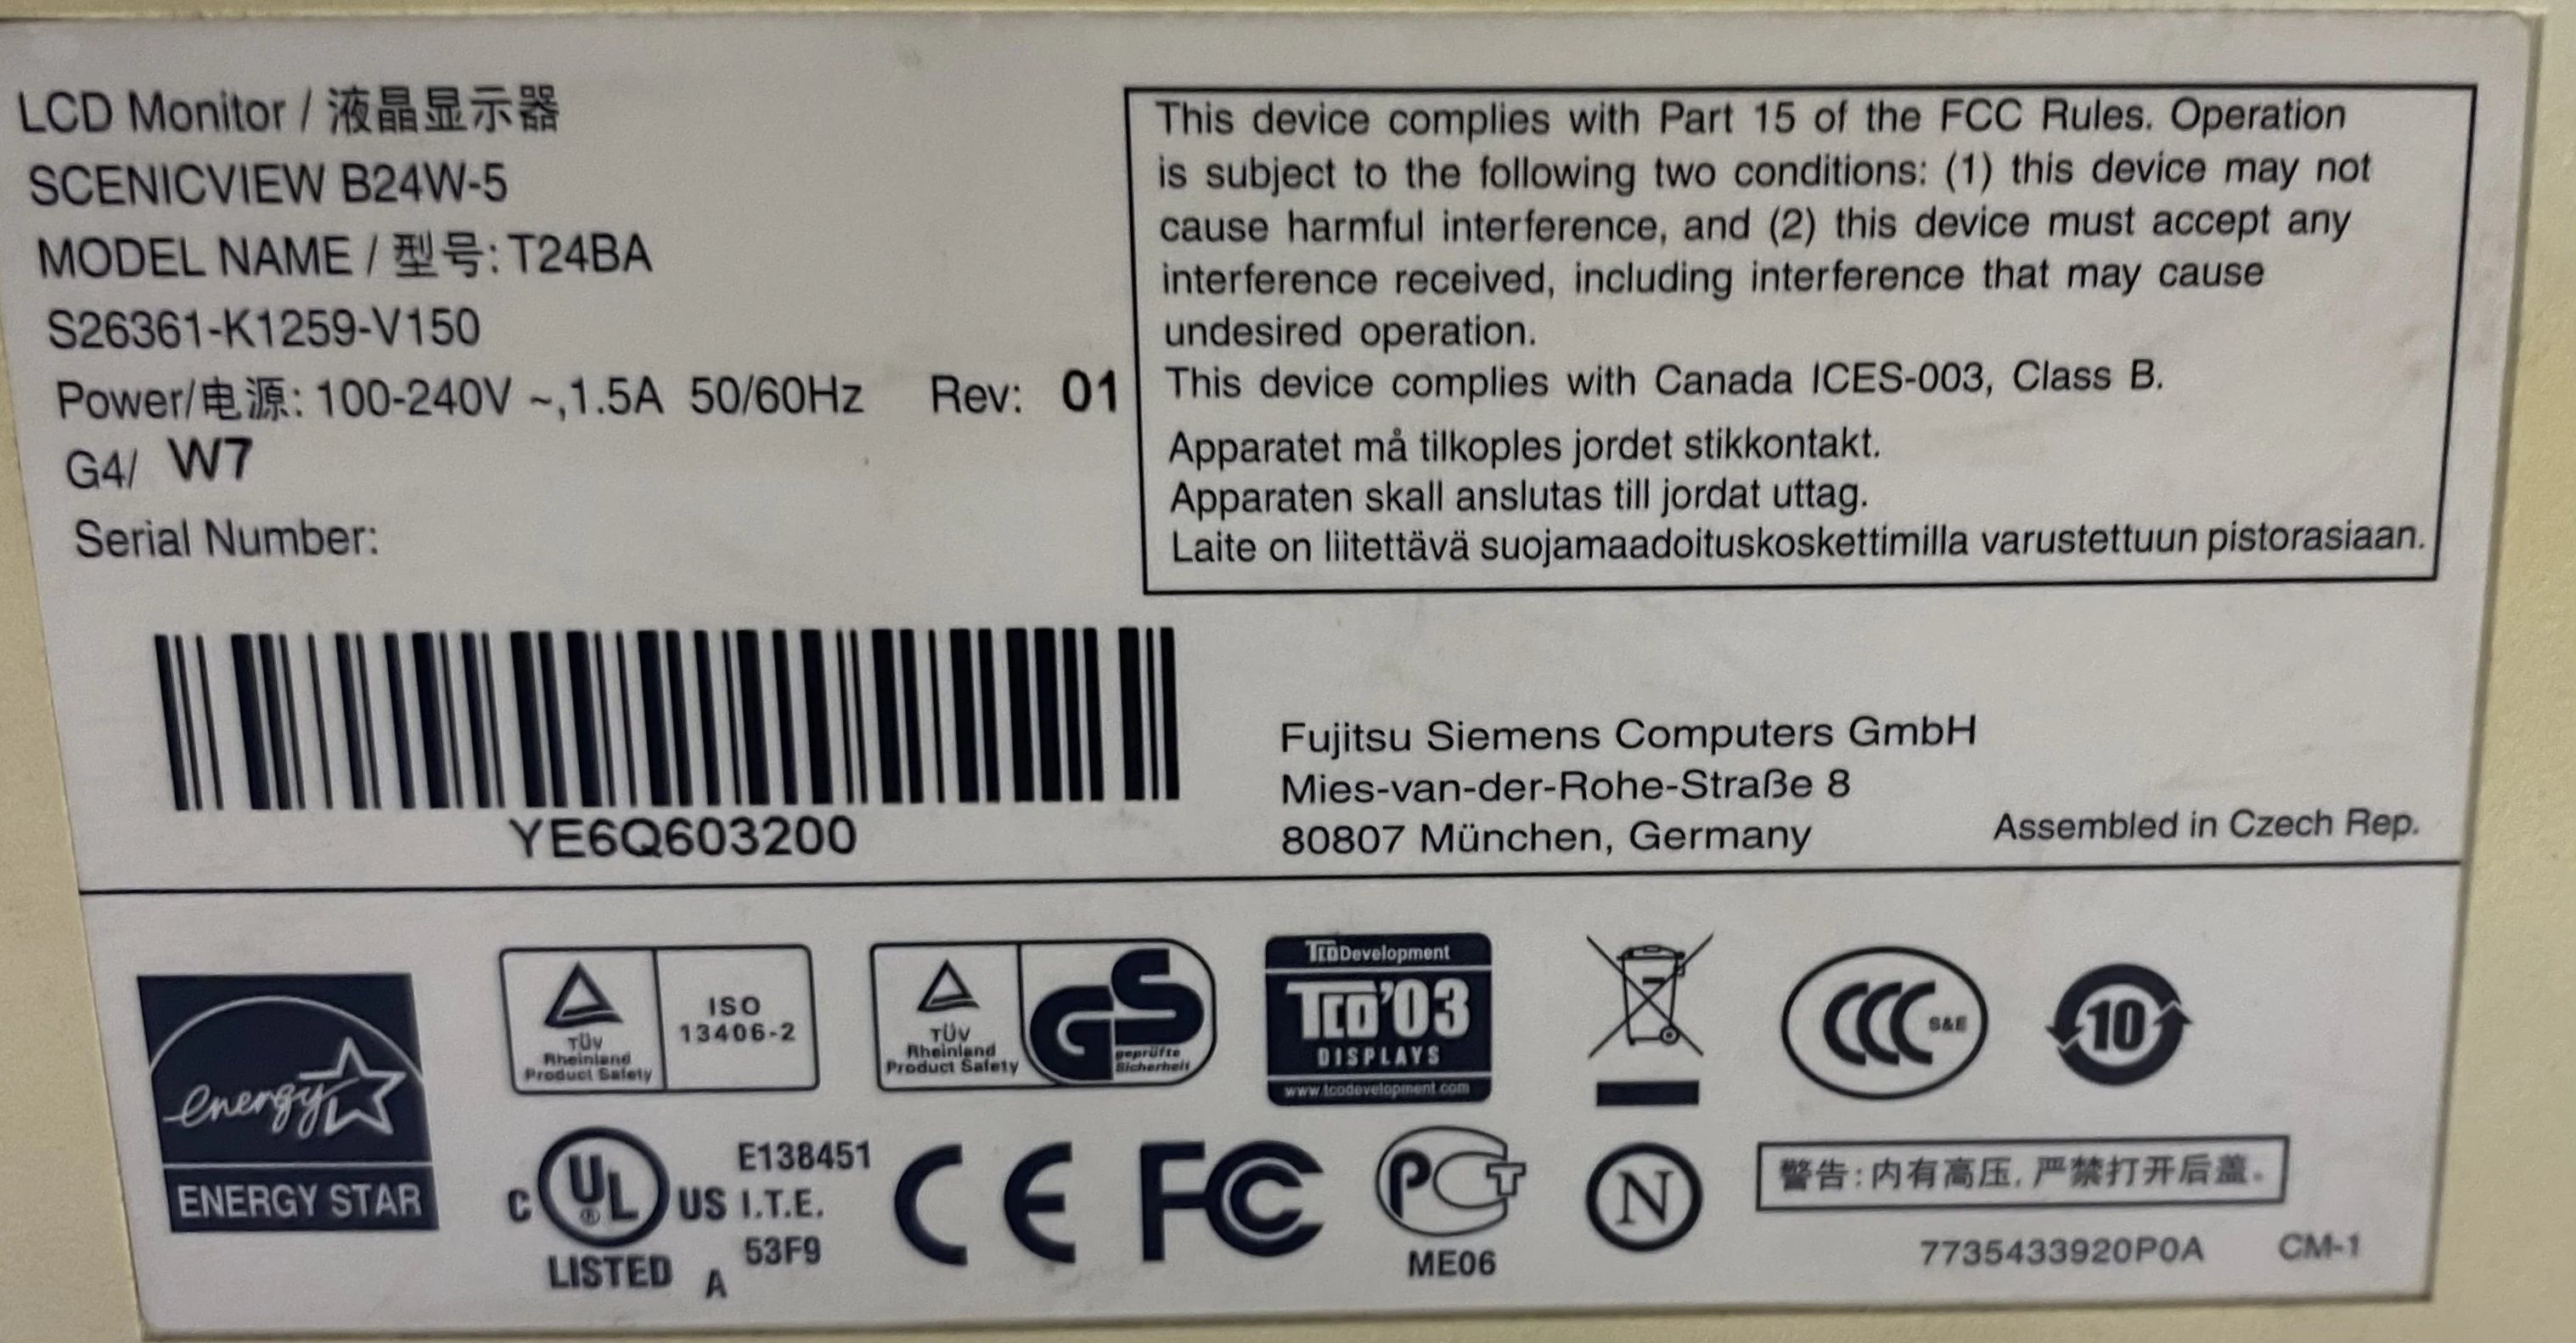 LCD Monitor / 液晶显示器
SCENICVIEW B24W-5
MODEL NAME / 型号: T24BA
S26361-K1259-V150
Power/电源: 100-240V ~,1.5A 50/60Hz Rev: 01
G4/ W7
Serial Number:
YE6Q603200
This device complies with Part 15 of the FCC Rules. Operation
is subject to the following two conditions: (1) this device may not
cause harmful interference, and (2) this device must accept any
interference received, including interference that may cause
undesired operation.
This device complies with Canada ICES-003, Class B.
Apparatet må tilkoples jordet stikkontakt.
Apparaten skall anslutas till jordat uttag.
Laite on liitettävä suojamaadoituskoskettimilla varustettuun pistorasiaan.
Fujitsu Siemens Computers GmbH
Mies-van-der-Rohe-Straße 8
80807 München, Germany
Assembled in Czech Rep.
energy
ENERGY STAR
TÜV
Rheinland
Product Safety
ISO
13406-2
TÜV
Rheinland
Product Safety
GS
geprüfte
Sicherheit
TCO Development
TCO'03
DISPLAYS
www.tcodevelopment.com
CCC S&E
10
C UL ® US
LISTED
E138451
I.T.E.
53F9
A
CE
FC
PCT
ME06
N
警告:内有高压,严禁打开后盖。
7735433920P0A CM-1